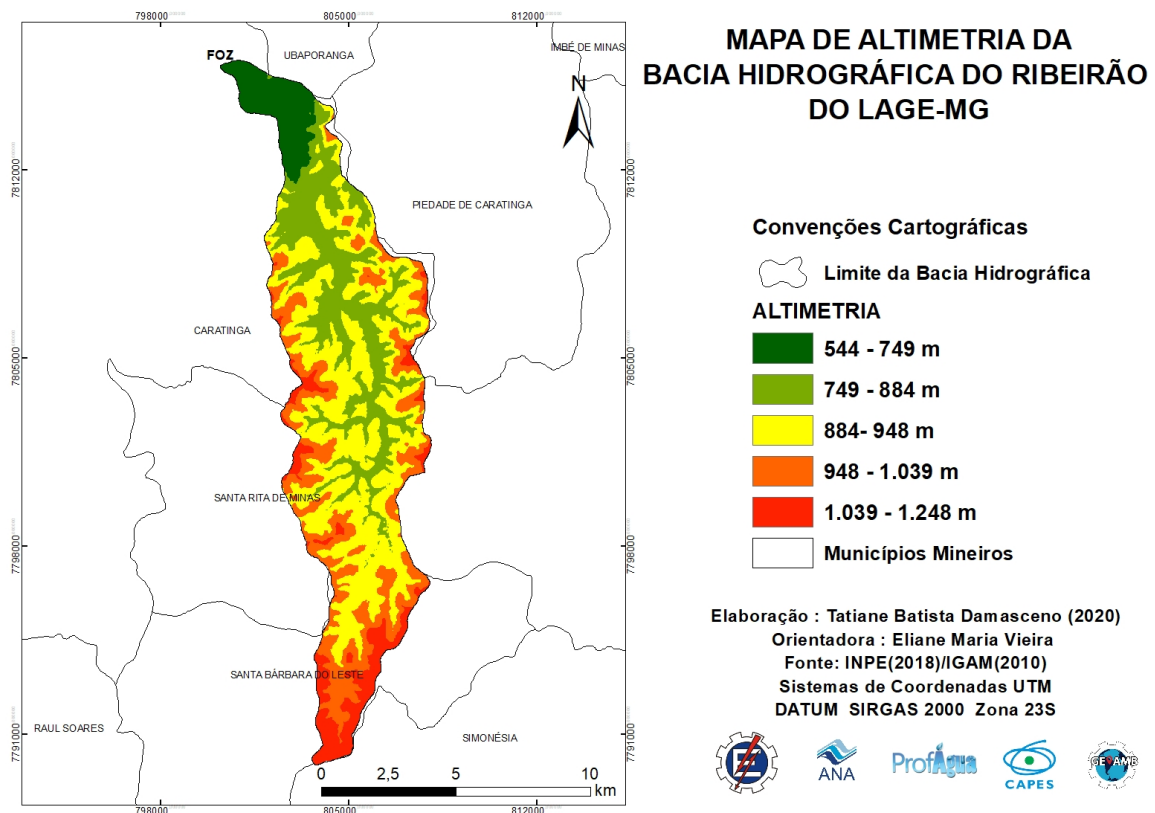 798000
805000
812000
FOZ
UBAPORANGA
IMBÉ DE MINAS
N
7812000
7812000
PIEDADE DE CARATINGA
CARATINGA
7805000
7805000
SANTA RITA DE MINAS
7798000
7798000
SANTA BÁRBARA DO LESTE
RAUL SOARES
SIMONÉSIA
7791000
7791000
0 2,5 5 10
km
798000
805000
812000
MAPA DE ALTIMETRIA DA
BACIA HIDROGRÁFICA DO RIBEIRÃO
DO LAGE-MG
Convenções Cartográficas
Limite da Bacia Hidrográfica
ALTIMETRIA
544 - 749 m
749 - 884 m
884- 948 m
948 - 1.039 m
1.039 - 1.248 m
Municípios Mineiros
Elaboração : Tatiane Batista Damasceno (2020)
Orientadora : Eliane Maria Vieira
Fonte: INPE(2018)/IGAM(2010)
Sistemas de Coordenadas UTM
DATUM SIRGAS 2000 Zona 23S
ANA
ProfÁgua
CAPES
GEAMB